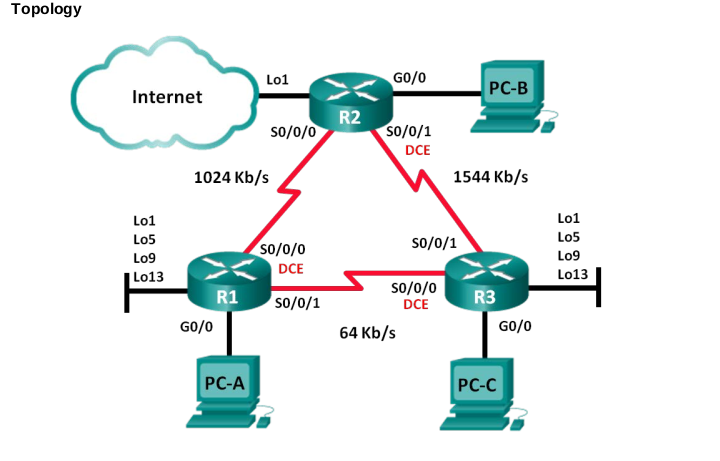 Topology
Internet
Lo1
R2
G0/0
PC-B
S0/0/0
S0/0/1
DCE
1024 Kb/s
1544 Kb/s
Lo1
Lo5
Lo9
Lo13
S0/0/0
DCE
R1
S0/0/1
G0/0
PC-A
64 Kb/s
S0/0/1
S0/0/0
DCE
R3
Lo1
Lo5
Lo9
Lo13
G0/0
PC-C